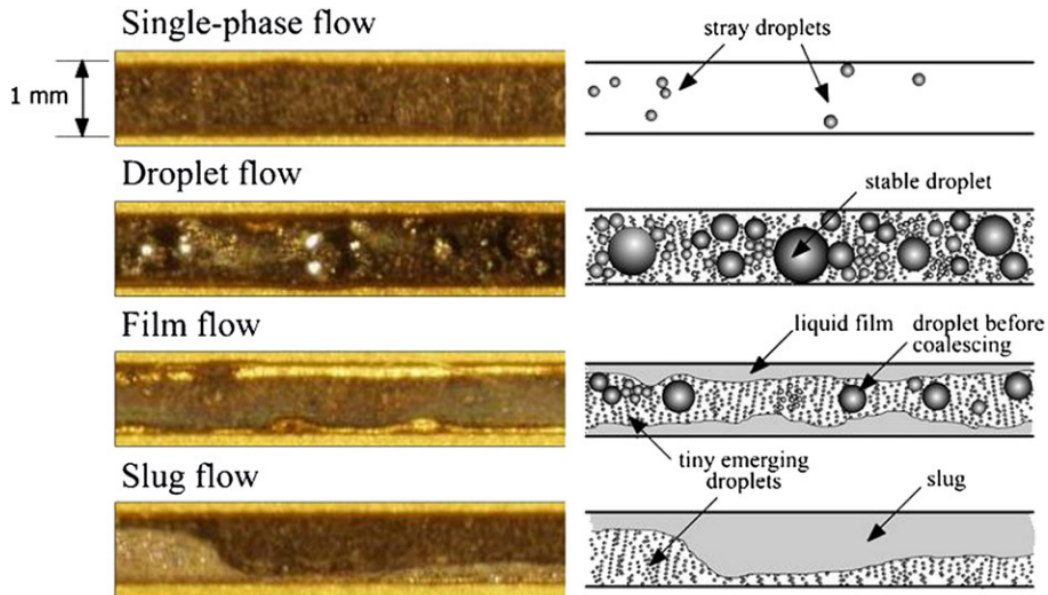 Single-phase flow
stray droplets
1 mm
Droplet flow
stable droplet
Film flow
liquid film
droplet before
coalescing
tiny emerging
droplets
Slug flow
slug